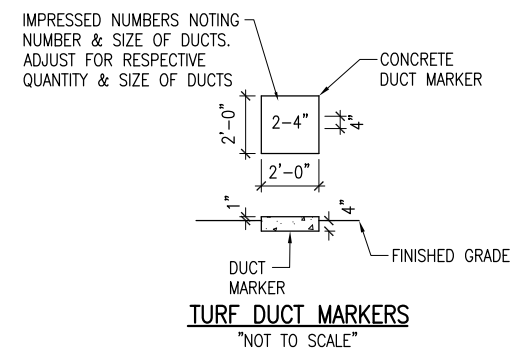 IMPRESSED NUMBERS NOTING
NUMBER & SIZE OF DUCTS.
ADJUST FOR RESPECTIVE
QUANTITY & SIZE OF DUCTS
CONCRETE
DUCT MARKER
2'-0"
2-4"
4"
2'-0"
1"
4"
FINISHED GRADE
DUCT
MARKER
TURF DUCT MARKERS
"NOT TO SCALE"